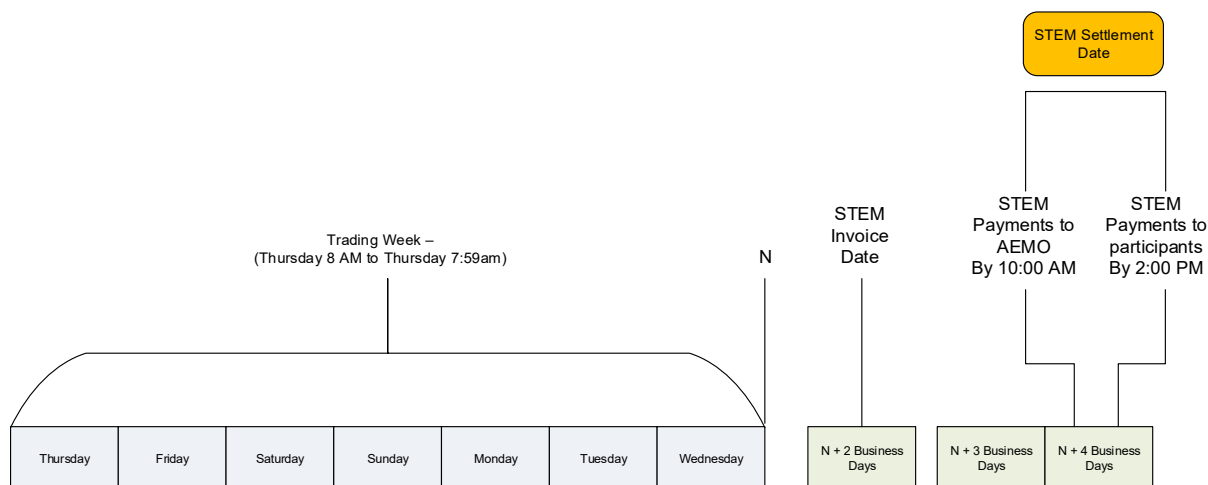 STEM Settlement
Date
Trading Week –
(Thursday 8 AM to Thursday 7:59am)
N
STEM
Invoice
Date
STEM
Payments to
AEMO
By 10:00 AM
STEM
Payments to
participants
By 2:00 PM
Thursday
Friday
Saturday
Sunday
Monday
Tuesday
Wednesday
N + 2 Business
Days
N + 3 Business
Days
N + 4 Business
Days